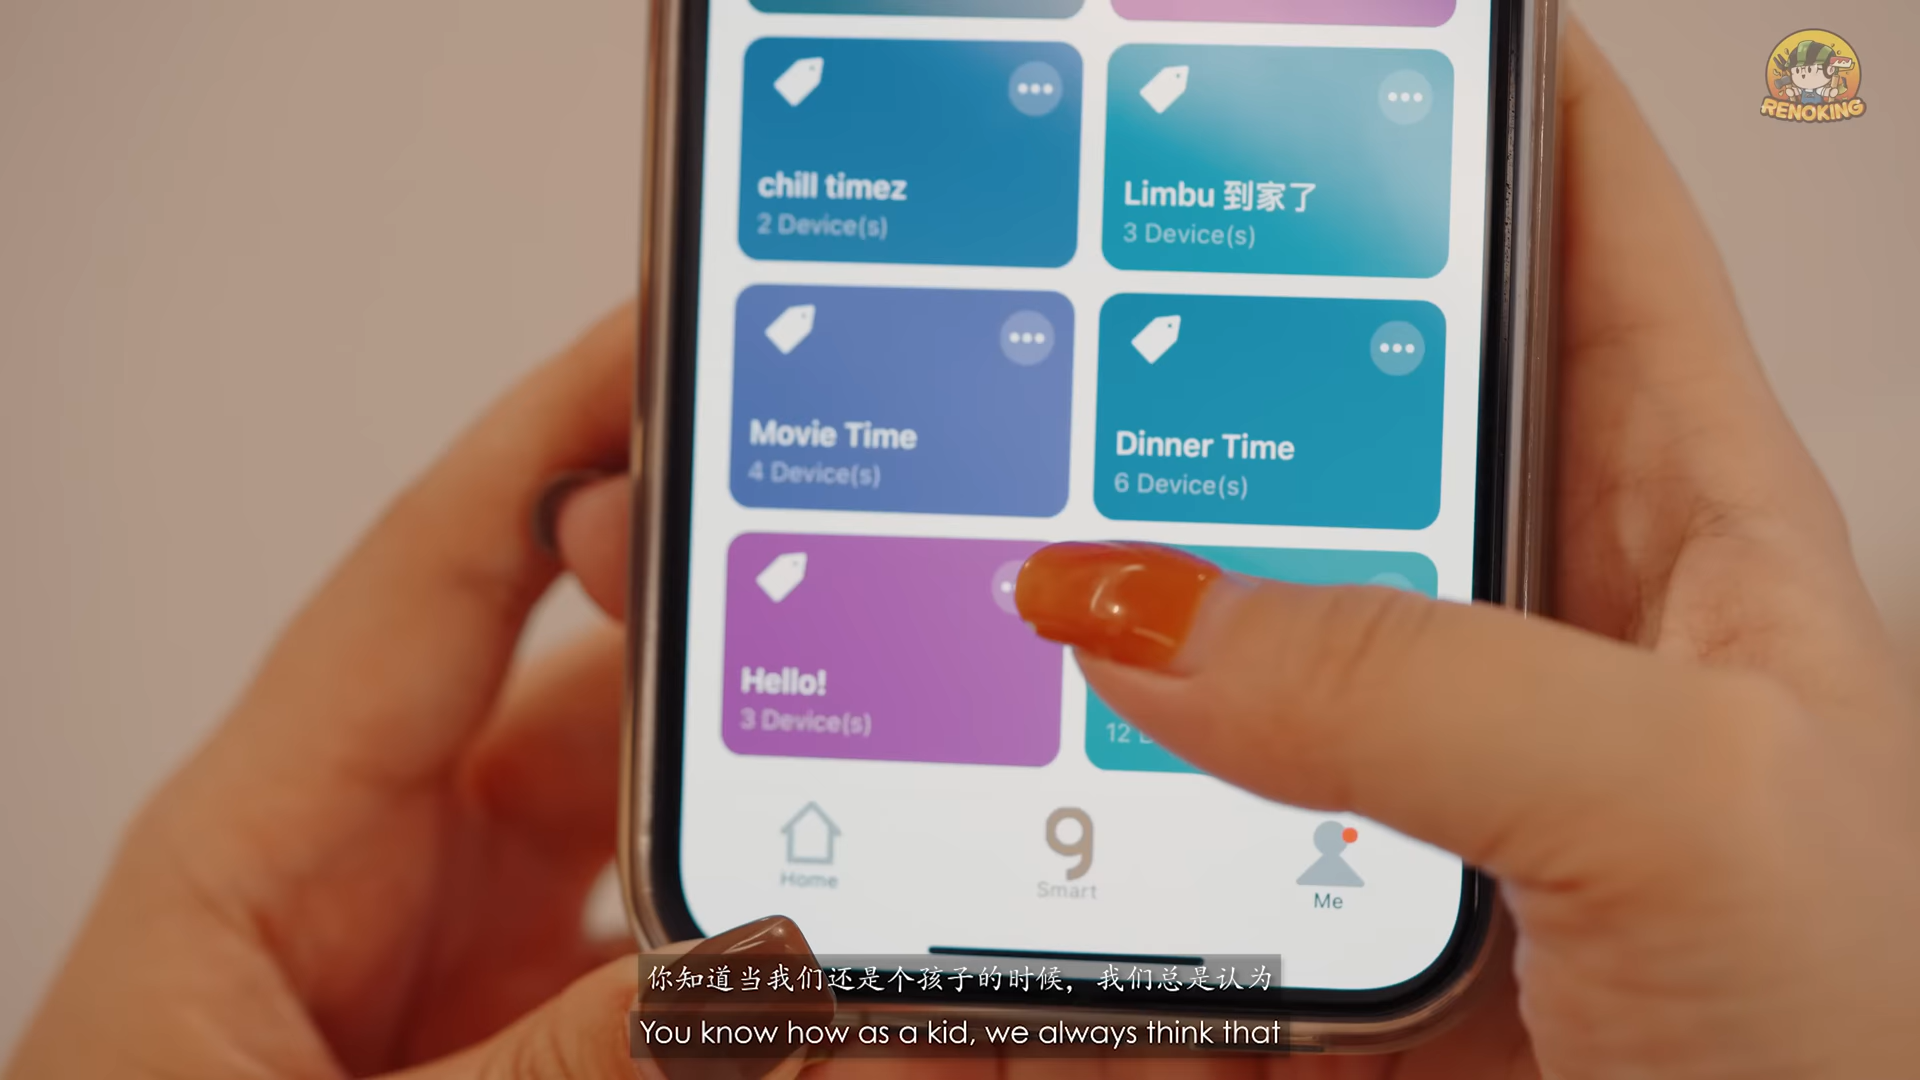 RENOKING
chill timez
2 Device(s)
Limbu 到家了
3 Device(s)
Movie Time
4 Device(s)
Dinner Time
6 Device(s)
Hello!
3 Device(s)
12
Home
9
Smart
Me
你知道当我们还是个孩子的时候，我们总是认为
You know how as a kid, we always think that